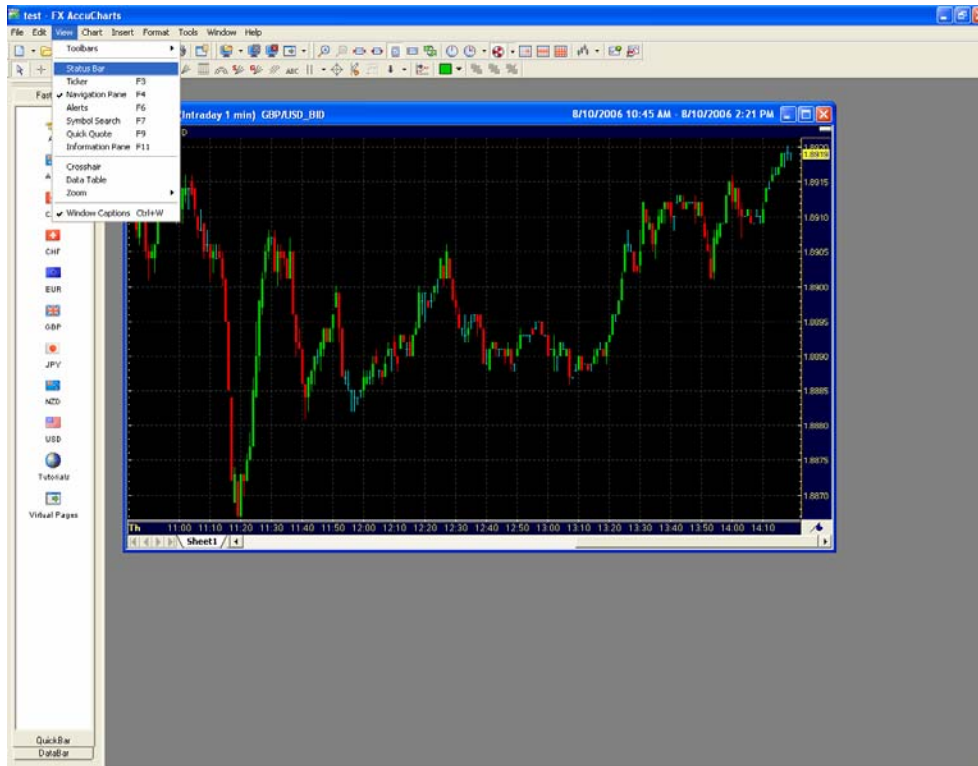 test - FX AccuCharts
File Edit View Chart Insert Format Tools Window Help
ABC
Toolbars
Status Bar
Ticker F3
Navigation Pane F4
Alerts F6
Symbol Search F7
Quick Quote F9
Information Pane F11
Crosshair
Data Table
Zoom
Window Captions Ctrl+W
Fast
CHF
EUR
GBP
JPY
NZD
USD
Tutorials
Virtual Pages
QuickBar
DataBar
(Intraday 1 min) GBP/USD_BID 8/10/2006 10:45 AM - 8/10/2006 2:21 PM
D
1.8920
1.8919
1.8915
1.8910
1.8905
1.8900
1.8895
1.8890
1.8885
1.8880
1.8875
1.8870
Th 11:00 11:10 11:20 11:30 11:40 11:50 12:00 12:10 12:20 12:30 12:40 12:50 13:00 13:10 13:20 13:30 13:40 13:50 14:00 14:10
Sheet1